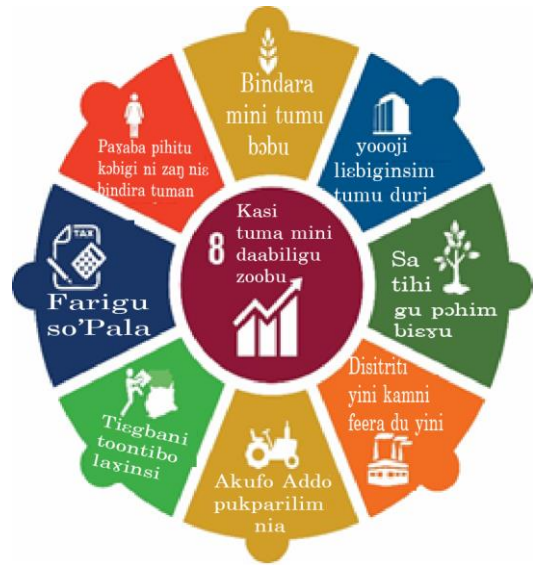 Bindara
mini tumu
bɔbu
yoooji
liɛbiginsim
tumu duri
Sa
tihi
gu pɔhim
biɛɣu
Disitriti
yini kamni
feera du yini
Akufo Addo
pukparilim
nia
Tiɛgbani
toontibo
laɣinsi
TAX
Farigu
so'Pala
Paɣaba pihitu
kɔbigi ni zaŋ niɛ
bindira tuman
Kasi
tuma mini
8 daabiligu
zoobu